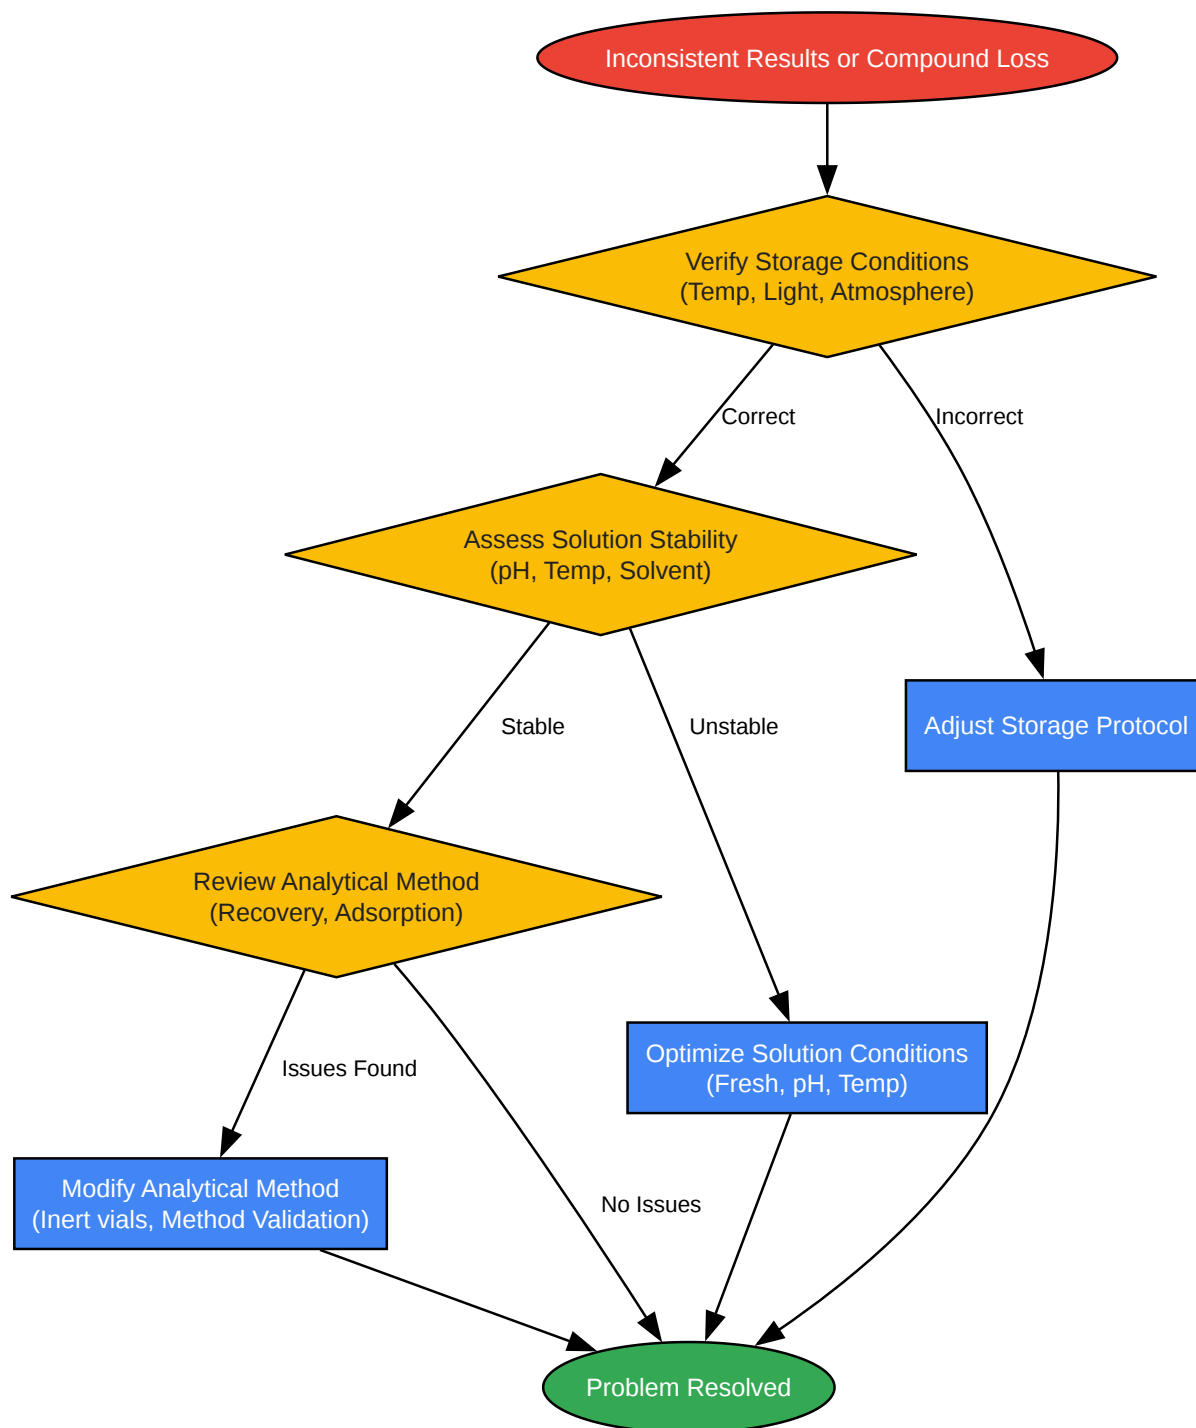 Inconsistent Results or Compound Loss
Verify Storage Conditions
(Temp, Light, Atmosphere)
Correct
Incorrect
Assess Solution Stability
(pH, Temp, Solvent)
Stable
Unstable
Adjust Storage Protocol
Review Analytical Method
(Recovery, Adsorption)
Optimize Solution Conditions
(Fresh, pH, Temp)
Issues Found
Modify Analytical Method
(Inert vials, Method Validation)
No Issues
Problem Resolved